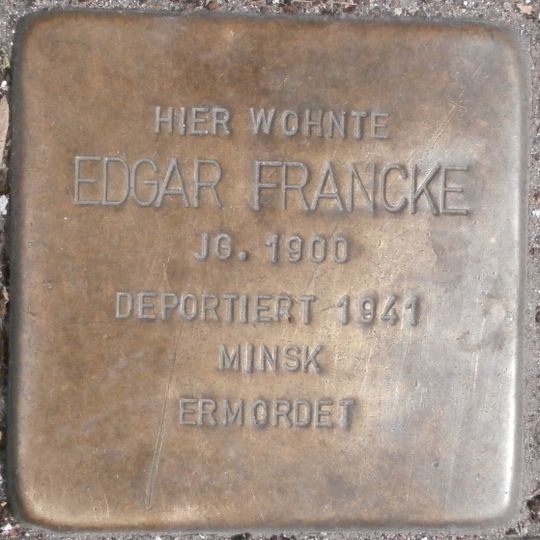 HIER WOHNTE
EDGAR FRANCKE
JG. 1900
DEPORTIERT 1941
MINSK
ERMORDET